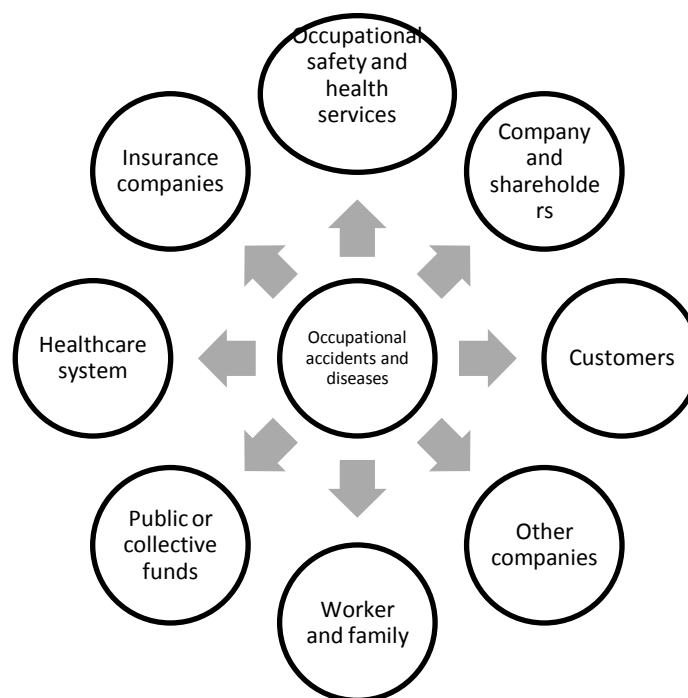 Occupational
safety and
health
services
Insurance
companies
Company
and
shareholde
rs
Healthcare
system
Occupational
accidents and
diseases
Customers
Public or
collective
funds
Other
companies
Worker
and family